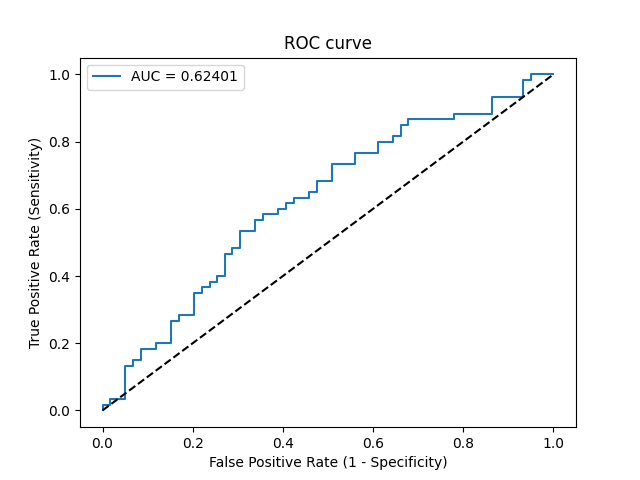 ROC curve
AUC = 0.62401
True Positive Rate (Sensitivity)
1.0
0.8
0.6
0.4
0.2
0.0
0.0 0.2 0.4 0.6 0.8 1.0
False Positive Rate (1 - Specificity)